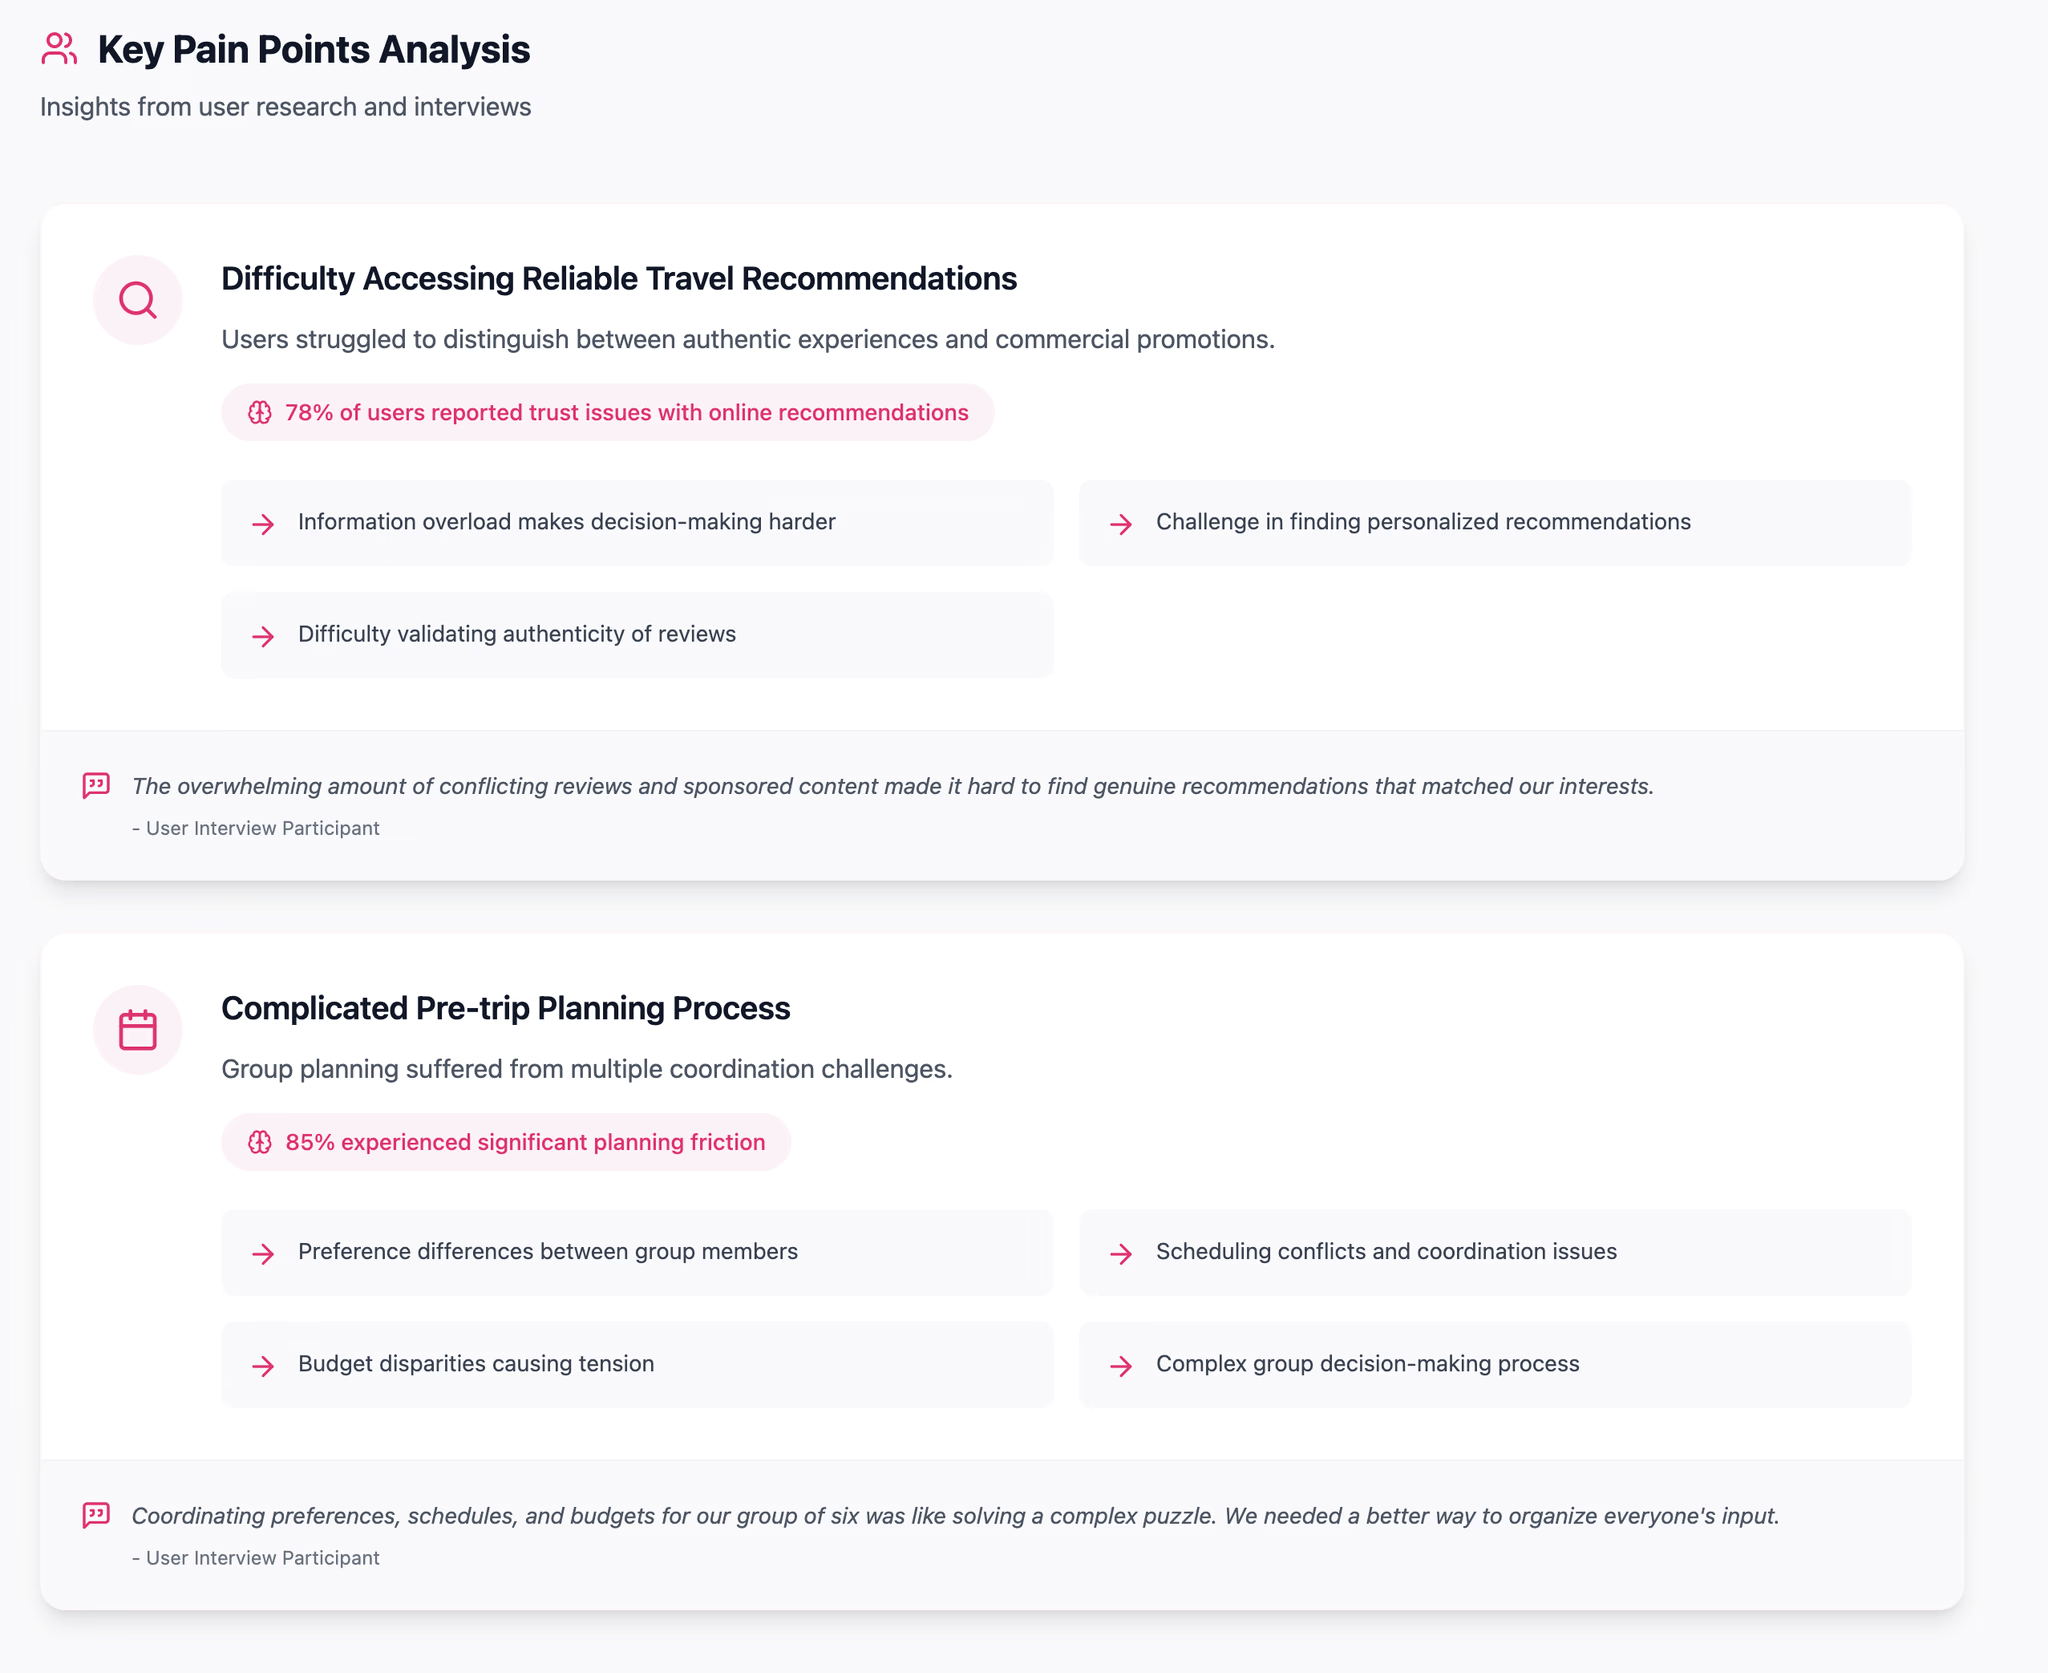 Key Pain Points Analysis
Insights from user research and interviews
Difficulty Accessing Reliable Travel Recommendations
Users struggled to distinguish between authentic experiences and commercial promotions.
78% of users reported trust issues with online recommendations
Information overload makes decision-making harder
Challenge in finding personalized recommendations
Difficulty validating authenticity of reviews
The overwhelming amount of conflicting reviews and sponsored content made it hard to find genuine recommendations that matched our interests.
- User Interview Participant
Complicated Pre-trip Planning Process
Group planning suffered from multiple coordination challenges.
85% experienced significant planning friction
Preference differences between group members
Scheduling conflicts and coordination issues
Budget disparities causing tension
Complex group decision-making process
Coordinating preferences, schedules, and budgets for our group of six was like solving a complex puzzle. We needed a better way to organize everyone's input.
- User Interview Participant